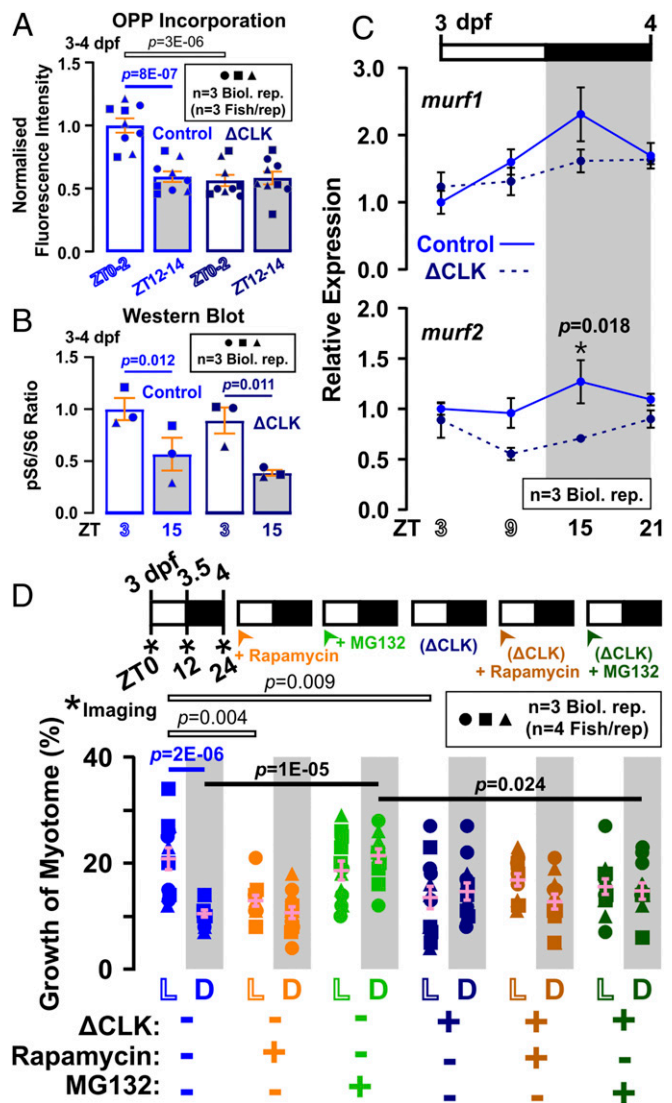 A
OPP Incorporation
3-4 dpf
p=3E-06
p=8E-07
n=3 Biol. rep.
(n=3 Fish/rep)
Control ΔCLK
Normalised
Fluorescence Intensity
1.5
1.0
0.5
0.0
ZT0-2
ZT12-14
ZT0-2
ZT12-14
B
Western Blot
3-4 dpf
n=3 Biol. rep.
p=0.012
p=0.011
Control
ΔCLK
pS6/S6 Ratio
1.5
1.0
0.5
0.0
ZT 3 15 3 15
C
3 dpf 4
Relative Expression
murf1
3.0
2.0
1.0
0.0
Control
ΔCLK
murf2
p=0.018
*
2.0
1.5
1.0
0.5
0.0
n=3 Biol. rep.
ZT 3 9 15 21
D
3 dpf 3.5 4
* * *
ZT0 12 24
+ Rapamycin
+ MG132
(ΔCLK)
(ΔCLK)
+ Rapamycin
(ΔCLK)
+ MG132
*Imaging
p=0.009
p=0.004
n=3 Biol. rep.
(n=4 Fish/rep)
p=2E-06
p=1E-05
p=0.024
Growth of Myotome (%)
40
30
20
10
0
L D L D L D L D L D L D
ΔCLK: - - - + + +
Rapamycin: - + - - + -
MG132: - - + - - +